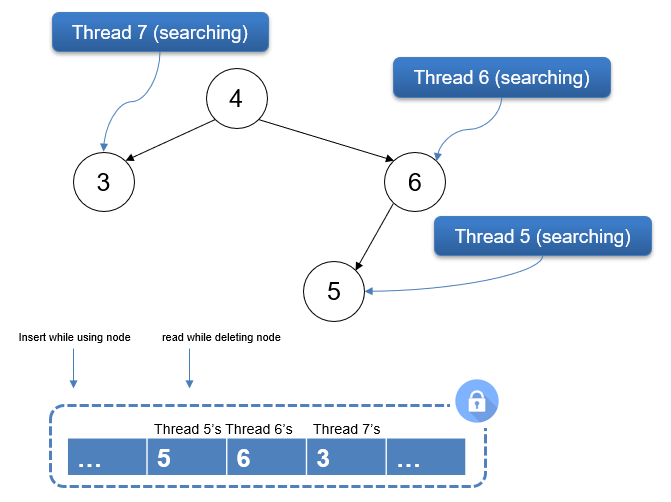 Thread 7 (searching)
Thread 6 (searching)
4
3
6
Thread 5 (searching)
5
Insert while using node
read while deleting node
Thread 5's Thread 6's Thread 7's
... 5 6 3 ...